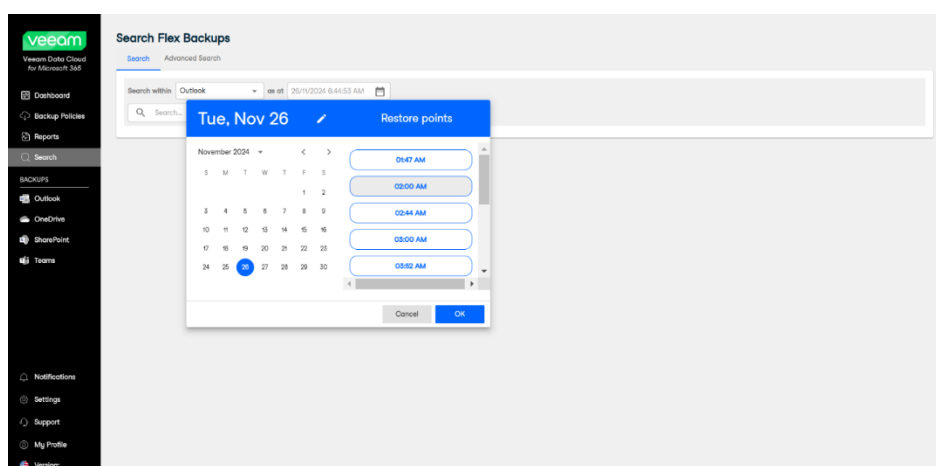 veeam
Veeam Data Cloud
for Microsoft 365
Dashboard
Backup Policies
Reports
Search
BACKUPS
Outlook
OneDrive
SharePoint
Teams
Notifications
Settings
Support
My Profile
Version:
Search Flex Backups
Search Advanced Search
Search within Outlook as at 25/11/2024 6:44:53 AM
Search...
Tue, Nov 26 Restore points
November 2024
S M T W T F S
1 2
3 4 5 6 7 8 9
10 11 12 13 14 15 16
17 18 19 20 21 22 23
24 25 26 27 28 29 30
01:47 AM
02:00 AM
02:44 AM
03:00 AM
03:52 AM
Cancel OK